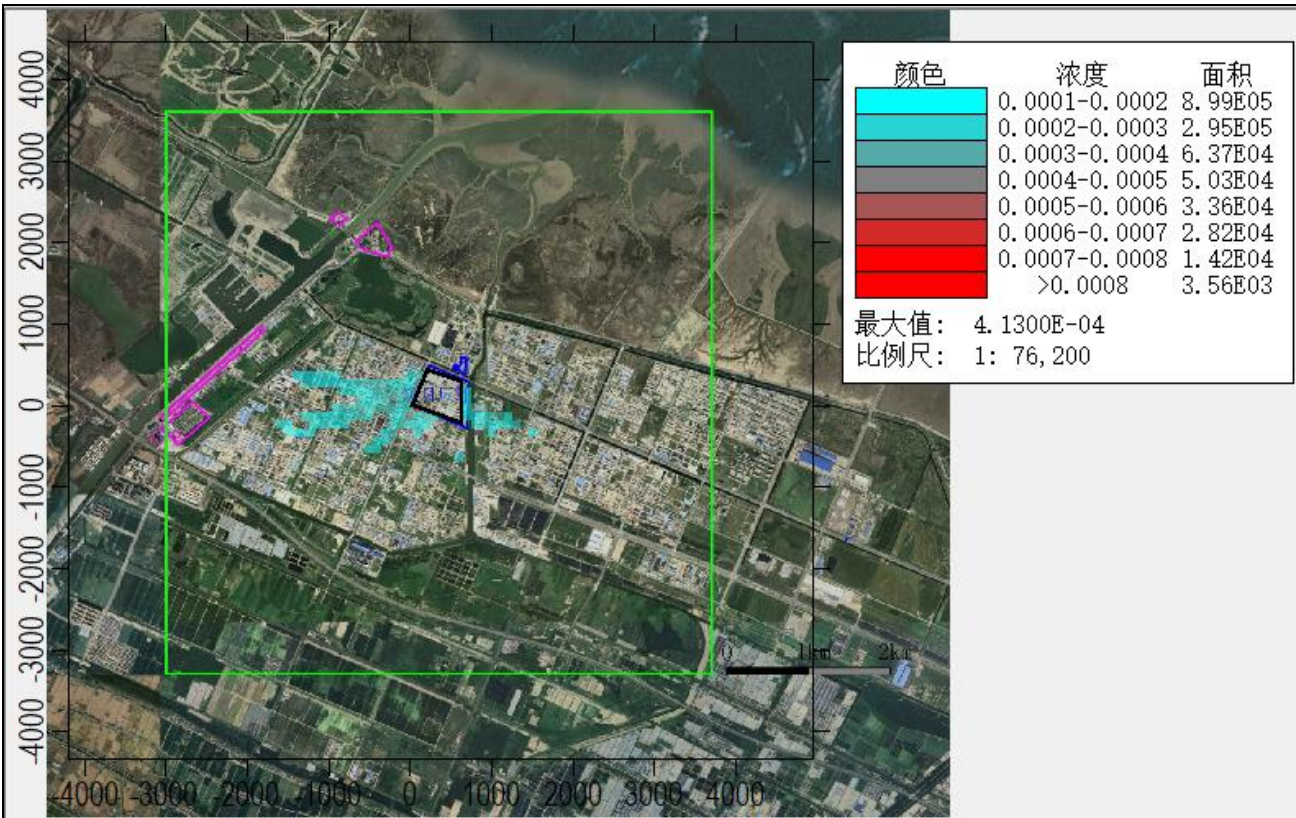 颜色 浓度 面积
0.0001-0.0002 8.99E05
0.0002-0.0003 2.95E05
0.0003-0.0004 6.37E04
0.0004-0.0005 5.03E04
0.0005-0.0006 3.36E04
0.0006-0.0007 2.82E04
0.0007-0.0008 1.42E04
>0.0008 3.56E03
最大值: 4.1300E-04
比例尺: 1: 76,200
4000
3000
2000
1000
0
-1000
-2000
-3000
-4000
0 1km 2km
-4000 -3000 -2000 -1000 0 1000 2000 3000 4000